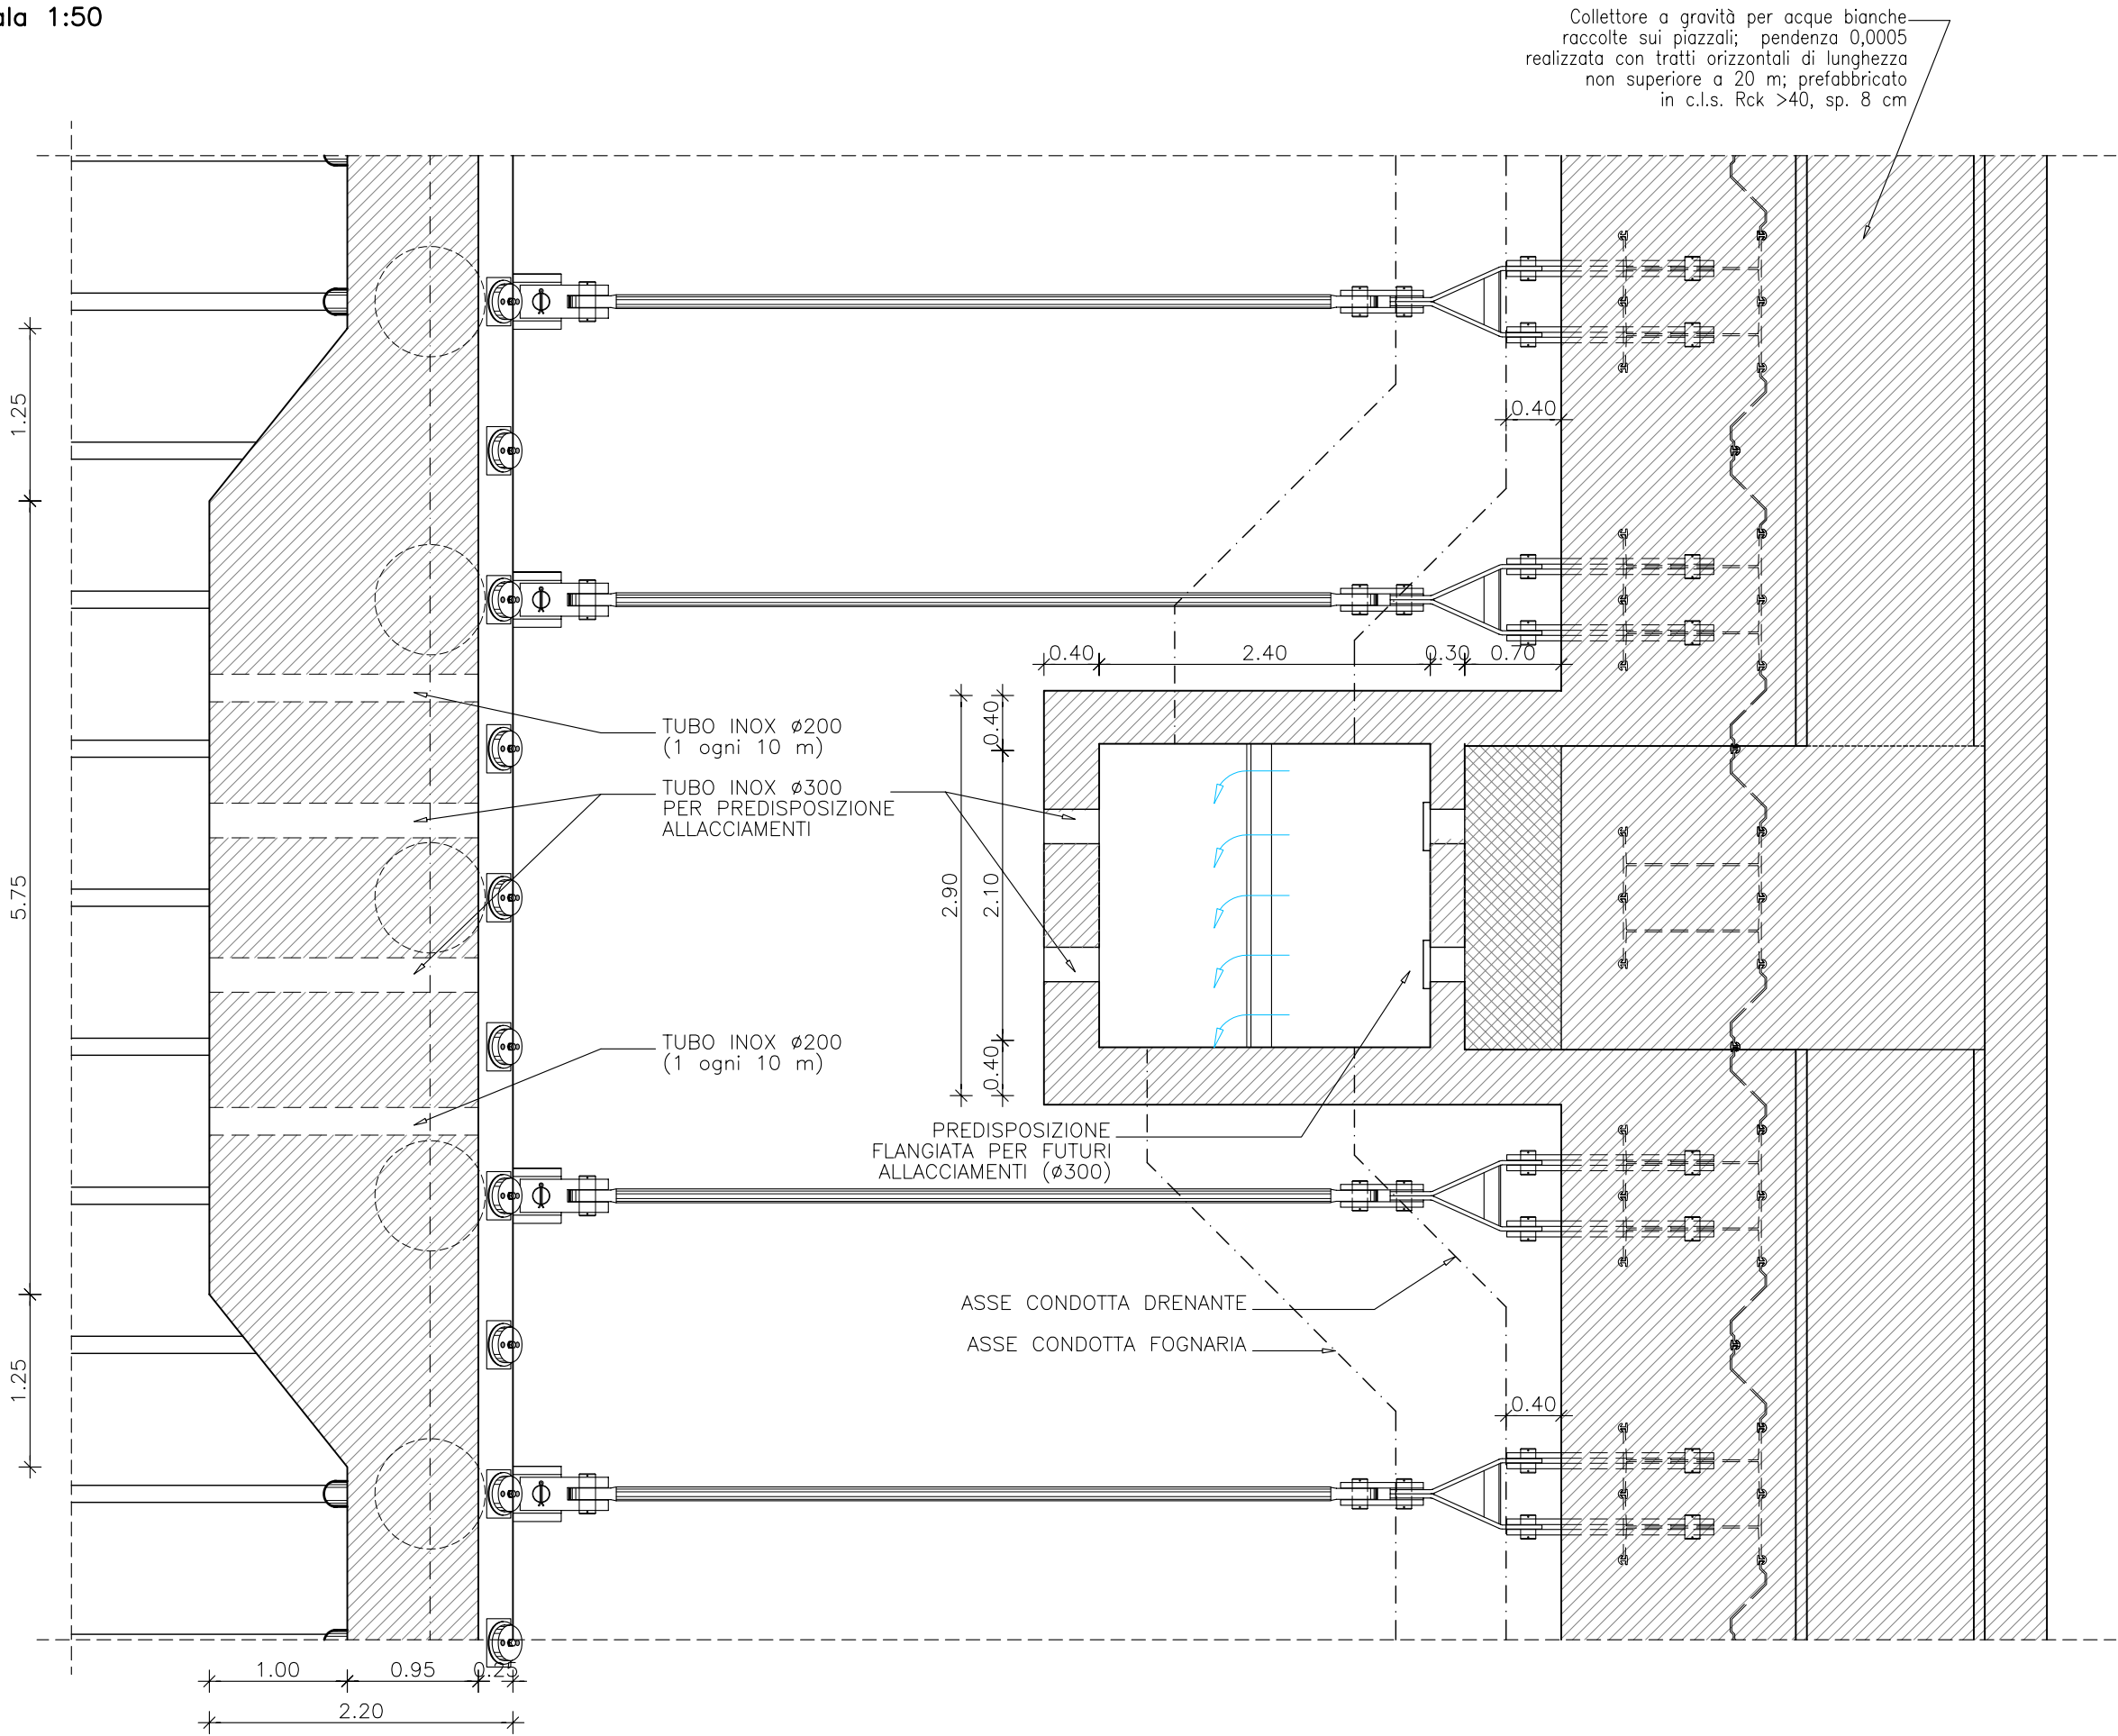 ala 1:50
Collettore a gravità per acque bianche
raccolte sui piazzali; pendenza 0,0005
realizzata con tratti orizzontali di lunghezza
non superiore a 20 m; prefabbricato
in c.l.s. Rck >40, sp. 8 cm
1.25
0.40
0.40
2.40
0.30
0.70
TUBO INOX ø200
(1 ogni 10 m)
0.40
TUBO INOX ø300
PER PREDISPOSIZIONE
ALLACCIAMENTI
5.75
2.90
2.10
TUBO INOX ø200
(1 ogni 10 m)
0.40
PREDISPOSIZIONE
FLANGIATA PER FUTURI
ALLACCIAMENTI (ø300)
ASSE CONDOTTA DRENANTE
ASSE CONDOTTA FOGNARIA
1.25
0.40
1.00
0.95
0.25
2.20